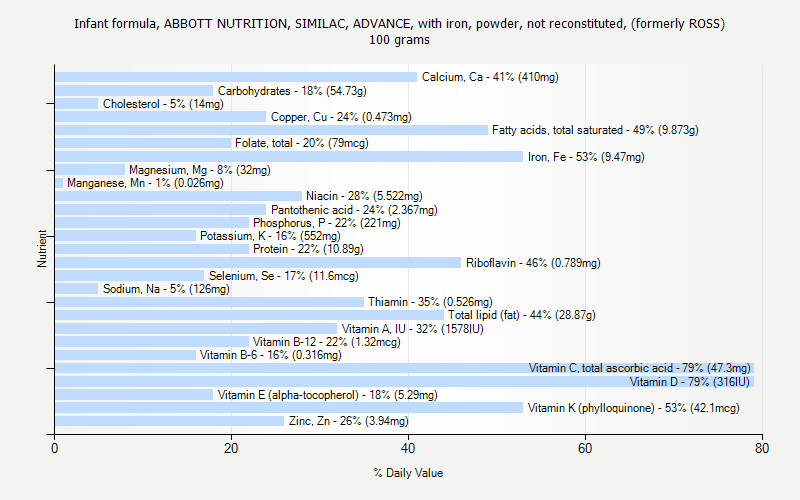 Infant formula, ABBOTT NUTRITION, SIMILAC, ADVANCE, with iron, powder, not reconstituted, (formerly ROSS)
100 grams
Calcium, Ca - 41% (410mg)
Carbohydrates - 18% (54.73g)
Cholesterol - 5% (14mg)
Copper, Cu - 24% (0.473mg)
Fatty acids, total saturated - 49% (9.873g)
Folate, total - 20% (79mcg)
Iron, Fe - 53% (9.47mg)
Magnesium, Mg - 8% (32mg)
Manganese, Mn - 1% (0.026mg)
Niacin - 28% (5.522mg)
Pantothenic acid - 24% (2.367mg)
Phosphorus, P - 22% (221mg)
Potassium, K - 16% (552mg)
Protein - 22% (10.89g)
Riboflavin - 46% (0.789mg)
Selenium, Se - 17% (11.6mcg)
Sodium, Na - 5% (126mg)
Thiamin - 35% (0.526mg)
Total lipid (fat) - 44% (28.87g)
Vitamin A, IU - 32% (1578IU)
Vitamin B-12 - 22% (1.32mcg)
Vitamin B-6 - 16% (0.316mg)
Vitamin C, total ascorbic acid - 79% (47.3mg)
Vitamin D - 79% (316IU)
Vitamin E (alpha-tocopherol) - 18% (5.29mg)
Vitamin K (phylloquinone) - 53% (42.1mcg)
Zinc, Zn - 26% (3.94mg)
Nutrient
0 20 40 60 80
% Daily Value